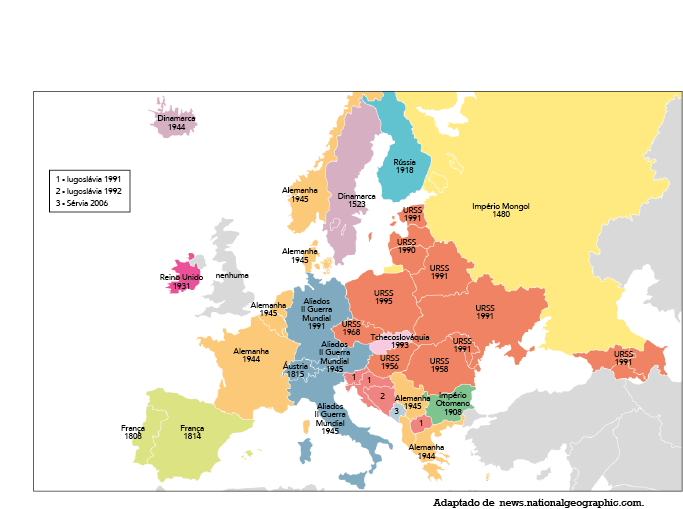 Dinamarca
1944
1 - Iugoslávia 1991
2 - Iugoslávia 1992
3 - Sérvia 2006
Rússia
1918
Alemanha
1945
Dinamarca
1523
Império Mongol
1480
URSS
1991
URSS
1990
Alemanha
1945
URSS
1991
Reino Unido
1931
nenhuma
URSS
1995
Aliados
II Guerra
Mundial
1991
Alemanha
1945
URSS
1991
URSS
1968
Tchecoslováquia
1993
URSS
1991
Alemanha
1944
Aliados
II Guerra
Mundial
1945
URSS
1956
URSS
1958
URSS
1991
Áustria
1815
1
1
2
Alemanha
1945
Império
Otomano
1908
3
1
França
1808
França
1814
Aliados
II Guerra
Mundial
1945
Alemanha
1944
Adaptado de news.nationalgeographic.com.